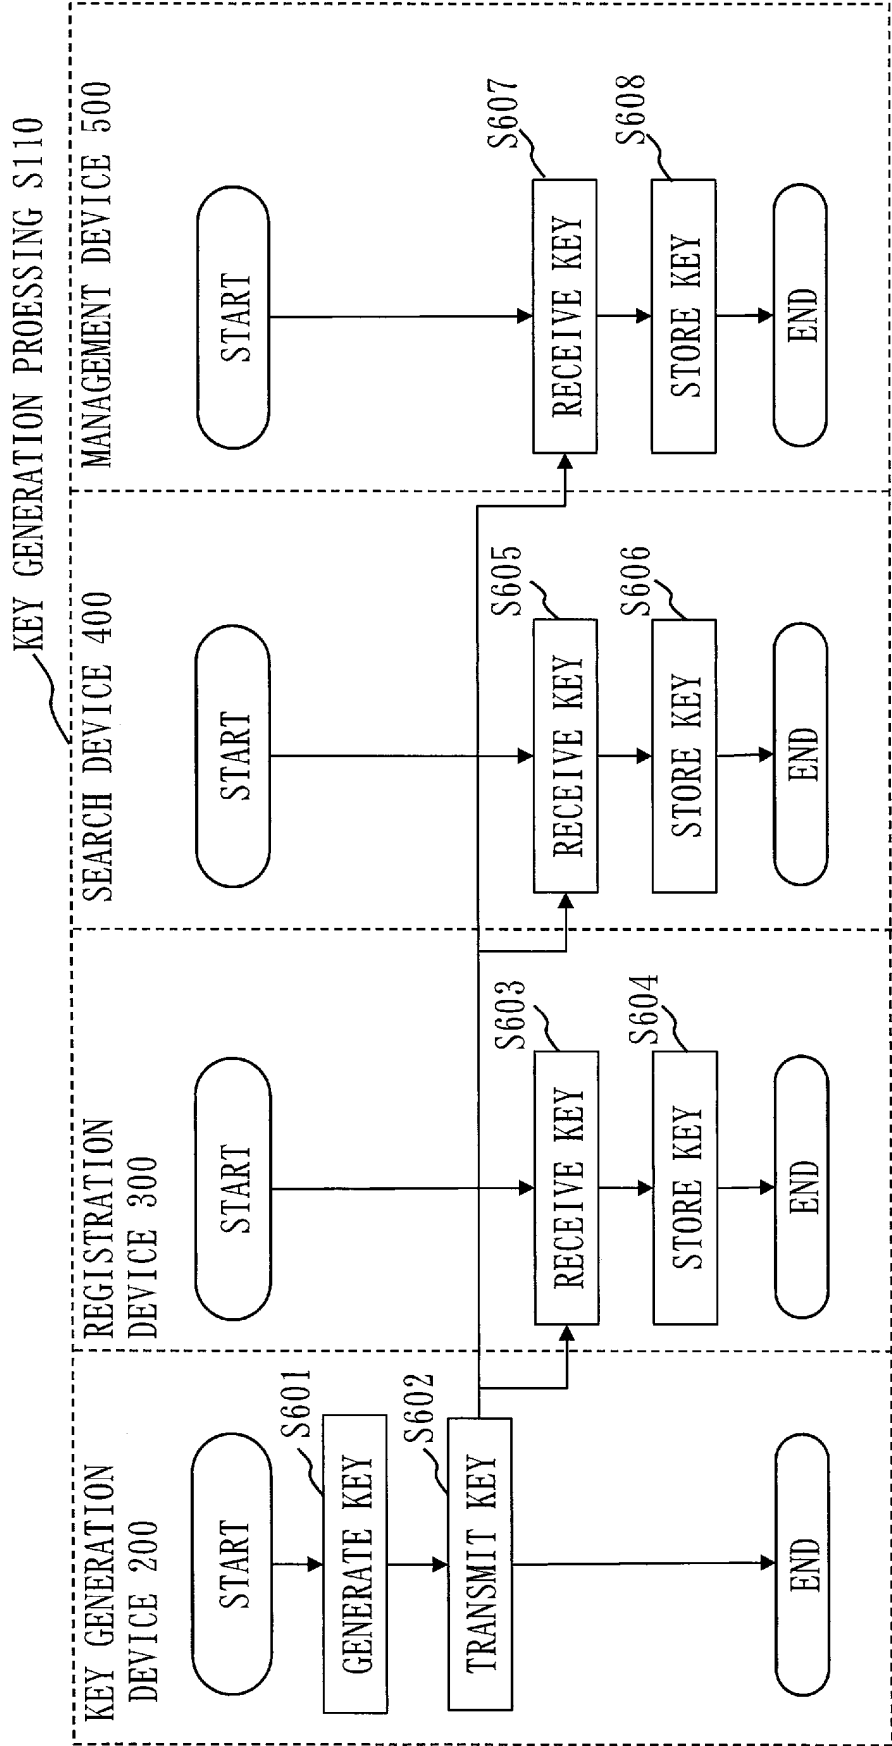 KEY GENERATION PROESSING S110
KEY GENERATION
DEVICE 200
START
S601
GENERATE KEY
S602
TRANSMIT KEY
END
REGISTRATION
DEVICE 300
START
S603
RECEIVE KEY
S604
STORE KEY
END
SEARCH DEVICE 400
START
S605
RECEIVE KEY
S606
STORE KEY
END
MANAGEMENT DEVICE 500
START
S607
RECEIVE KEY
S608
STORE KEY
END